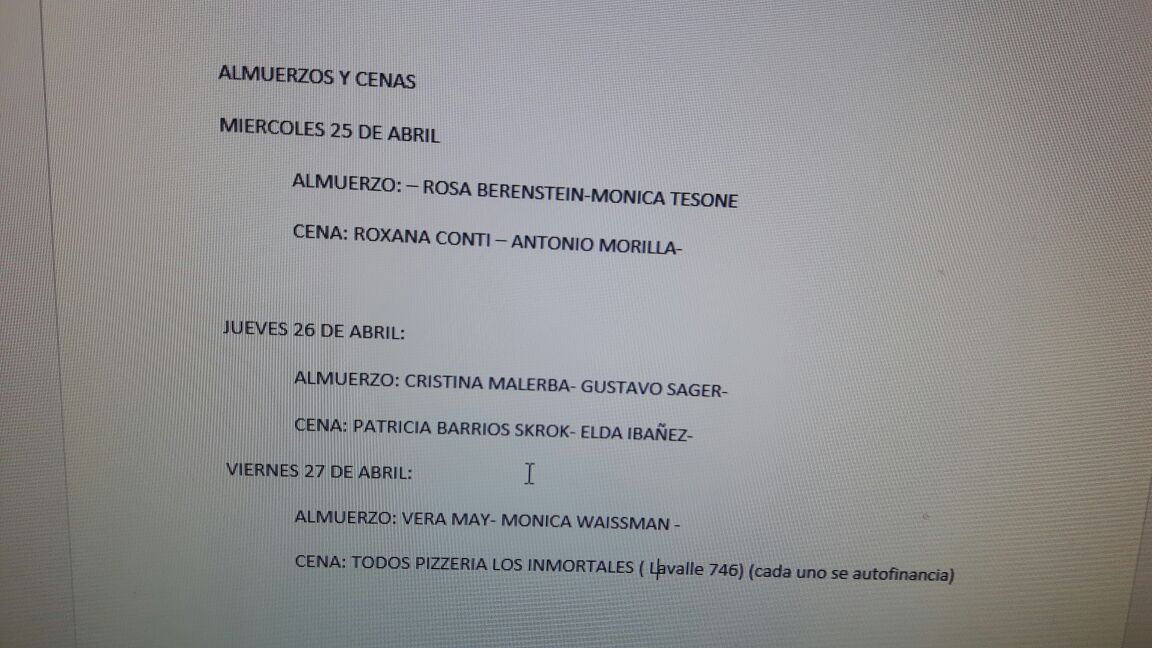 ALMUERZOS Y CENAS
MIERCOLES 25 DE ABRIL
ALMUERZO: – ROSA BERENSTEIN-MONICA TESONE
CENA: ROXANA CONTI – ANTONIO MORILLA-
JUEVES 26 DE ABRIL:
ALMUERZO: CRISTINA MALERBA- GUSTAVO SAGER-
CENA: PATRICIA BARRIOS SKROK- ELDA IBAÑEZ-
VIERNES 27 DE ABRIL:
ALMUERZO: VERA MAY- MONICA WAISSMAN -
CENA: TODOS PIZZERIA LOS INMORTALES ( Lavalle 746) (cada uno se autofinancia)